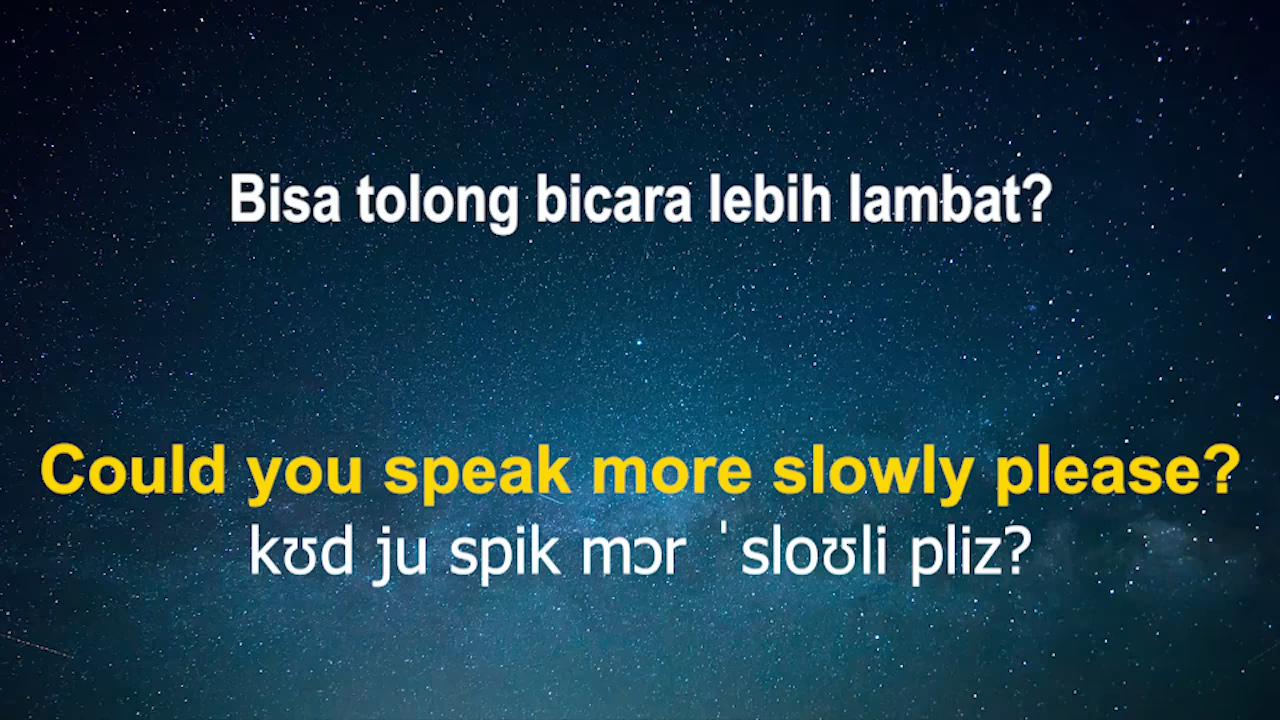 Bisa tolong bicara lebih lambat?
Could you speak more slowly please?
kʊd ju spik mɔr ˈsloʊli pliz?